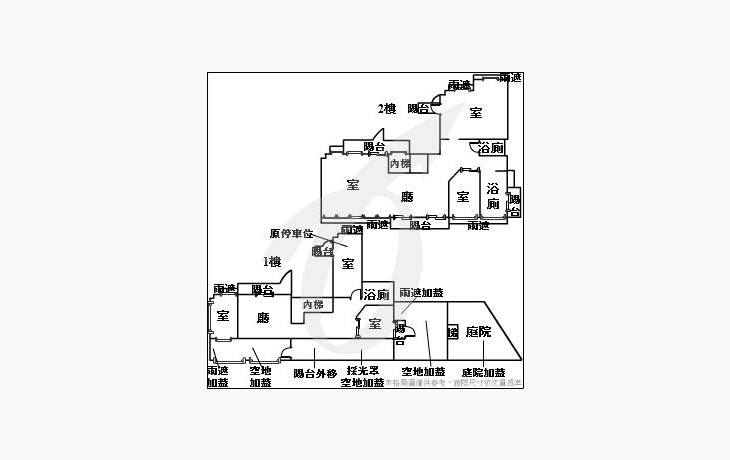 雨遮
雨遮
2樓 陽台
室
陽台
浴廁
內梯
室
廳
室
浴廁
陽台
雨遮
陽台
雨遮
原停車位
雨遮
陽台
1樓
室
雨遮
陽台
浴廁
雨遮加蓋
內梯
室
廳
室
陽台
梯
庭院
雨遮加蓋
空地加蓋
陽台外移
採光罩
空地加蓋
空地加蓋
庭院加蓋
本格局圖僅供參考，實際尺寸依丈量為準